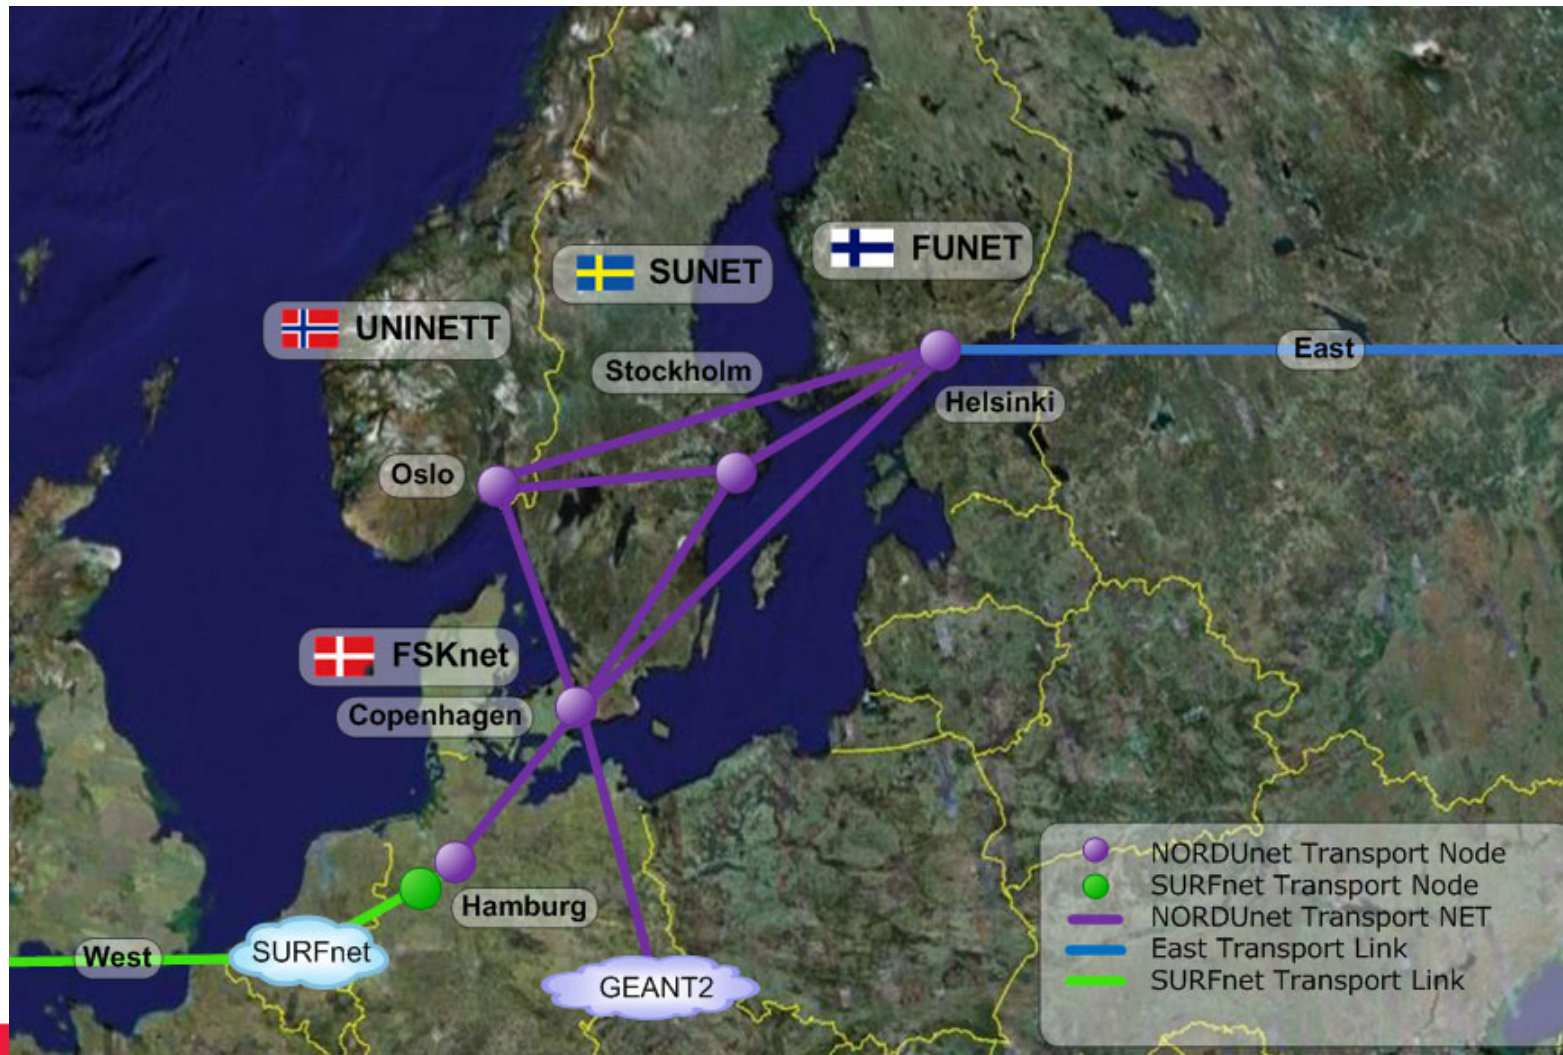 FUNET
SUNET
UNINETT
East
Stockholm
Helsinki
Oslo
FSKnet
Copenhagen
Hamburg
SURFnet
West
GEANT2
NORDUnet Transport Node
SURFnet Transport Node
NORDUnet Transport NET
East Transport Link
SURFnet Transport Link